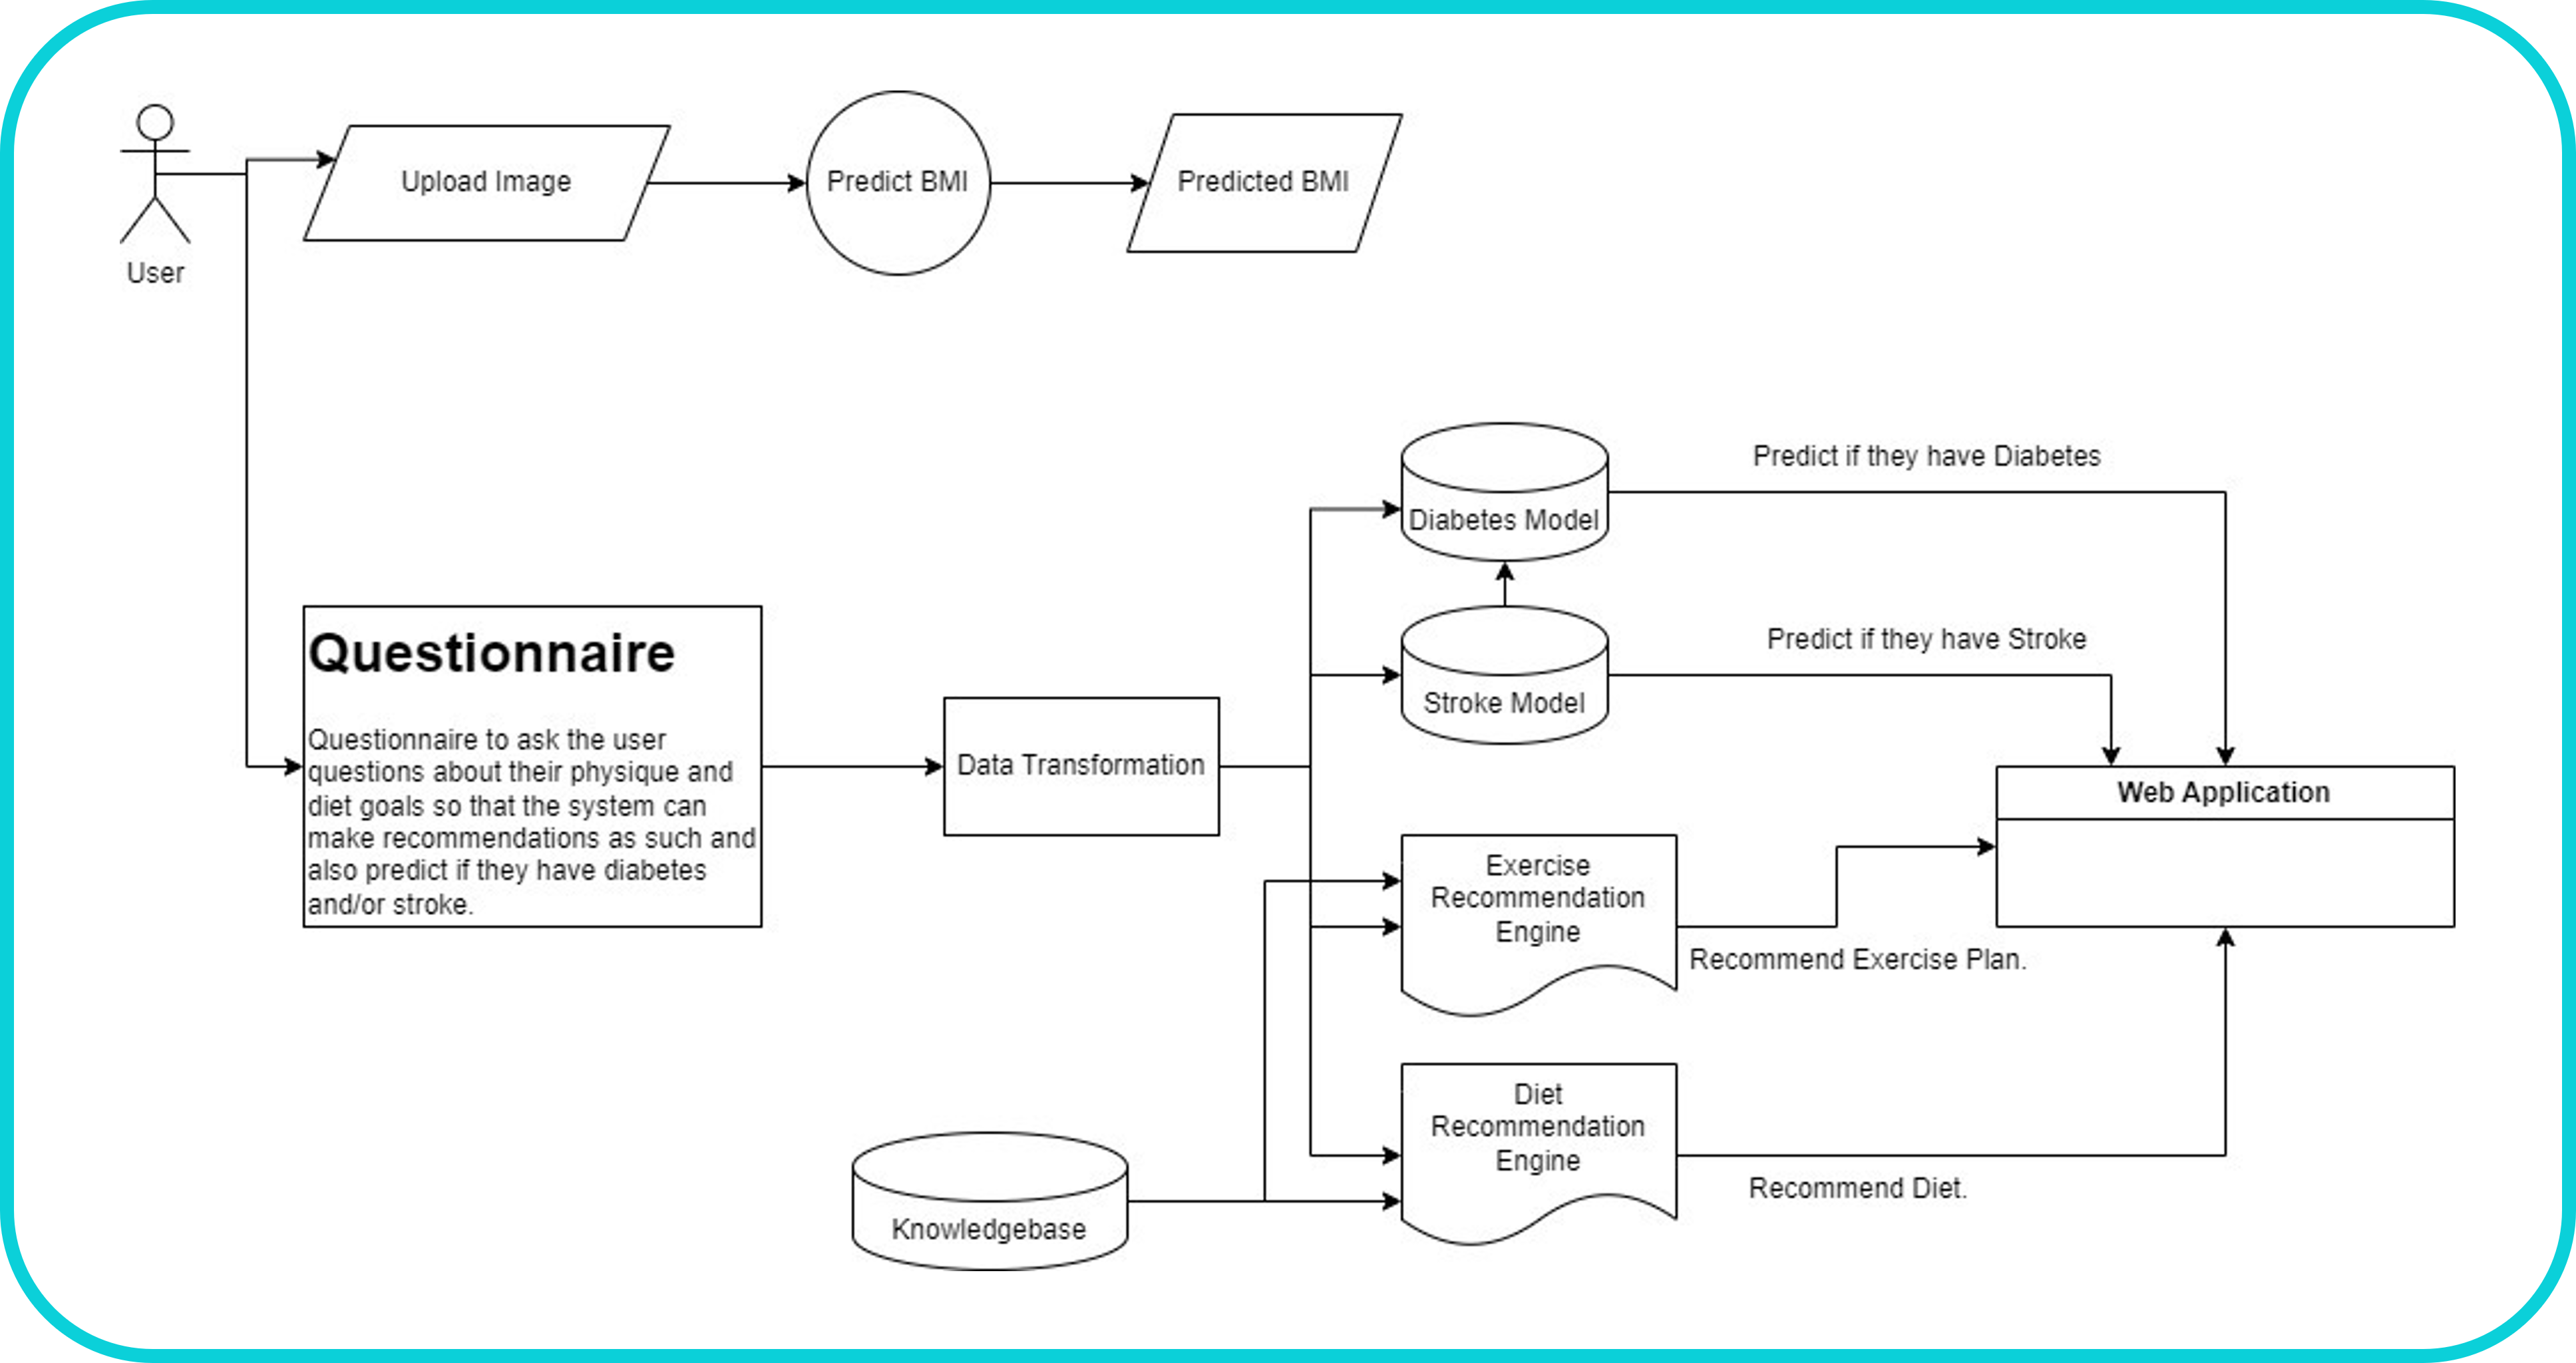 User
Upload Image
Predict BMI
Predicted BMI
Questionnaire
Questionnaire to ask the user
questions about their physique and
diet goals so that the system can
make recommendations as such and
also predict if they have diabetes
and/or stroke.
Data Transformation
Knowledgebase
Diabetes Model
Predict if they have Diabetes
Stroke Model
Predict if they have Stroke
Exercise
Recommendation
Engine
Recommend Exercise Plan.
Diet
Recommendation
Engine
Recommend Diet.
Web Application